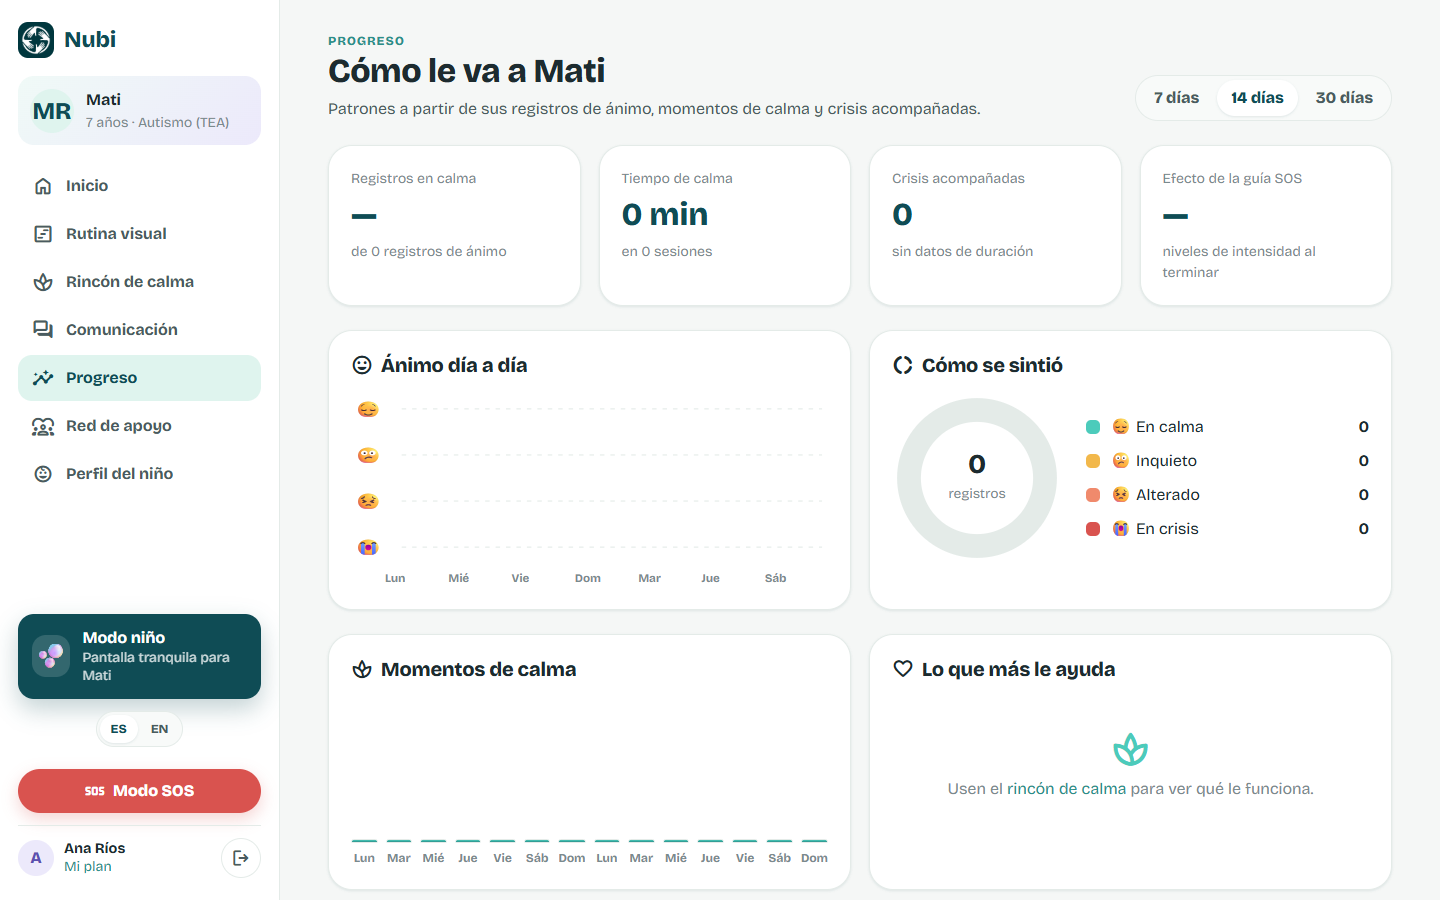 Nubi
MR
Mati
7 años · Autismo (TEA)
Inicio
Rutina visual
Rincón de calma
Comunicación
Progreso
Red de apoyo
Perfil del niño
Modo niño
Pantalla tranquila para
Mati
ES EN
SOS Modo SOS
A
Ana Ríos
Mi plan
PROGRESO
Cómo le va a Mati
Patrones a partir de sus registros de ánimo, momentos de calma y crisis acompañadas.
7 días 14 días 30 días
Registros en calma
—
de 0 registros de ánimo
Tiempo de calma
0 min
en 0 sesiones
Crisis acompañadas
0
sin datos de duración
Efecto de la guía SOS
—
niveles de intensidad al
terminar
Ánimo día a día
Lun Mié Vie Dom Mar Jue Sáb
Cómo se sintió
0
registros
En calma 0
Inquieto 0
Alterado 0
En crisis 0
Momentos de calma
Lun Mar Mié Jue Vie Sáb Dom Lun Mar Mié Jue Vie Sáb Dom
Lo que más le ayuda
Usen el rincón de calma para ver qué le funciona.